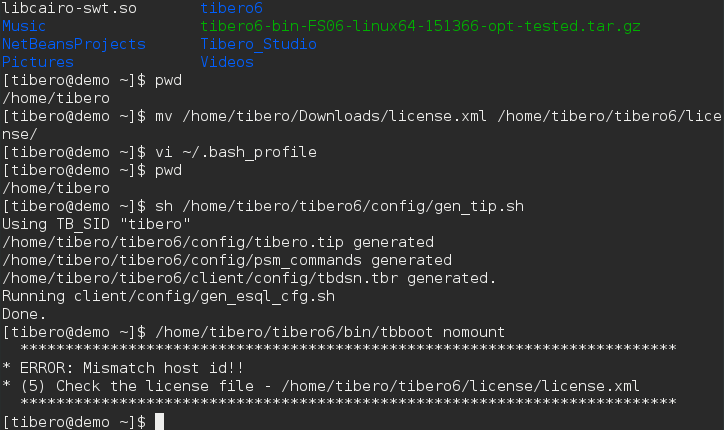 libcairo-swt.so       tibero6
Music                 tibero6-bin-FS06-linux64-151366-opt-tested.tar.gz
NetBeansProjects      Tibero_Studio
Pictures              Videos
[tibero@demo ~]$ pwd
/home/tibero
[tibero@demo ~]$ mv /home/tibero/Downloads/license.xml /home/tibero/tibero6/lice
nse/
[tibero@demo ~]$ vi ~/.bash_profile
[tibero@demo ~]$ pwd
/home/tibero
[tibero@demo ~]$ sh /home/tibero/tibero6/config/gen_tip.sh
Using TB_SID "tibero"
/home/tibero/tibero6/config/tibero.tip generated
/home/tibero/tibero6/config/psm_commands generated
/home/tibero/tibero6/client/config/tbdsn.tbr generated.
Running client/config/gen_esql_cfg.sh
Done.
[tibero@demo ~]$ /home/tibero/tibero6/bin/tbboot nomount
  *************************************************************************
* ERROR: Mismatch host id!!
* (5) Check the license file - /home/tibero/tibero6/license/license.xml
  *************************************************************************
[tibero@demo ~]$